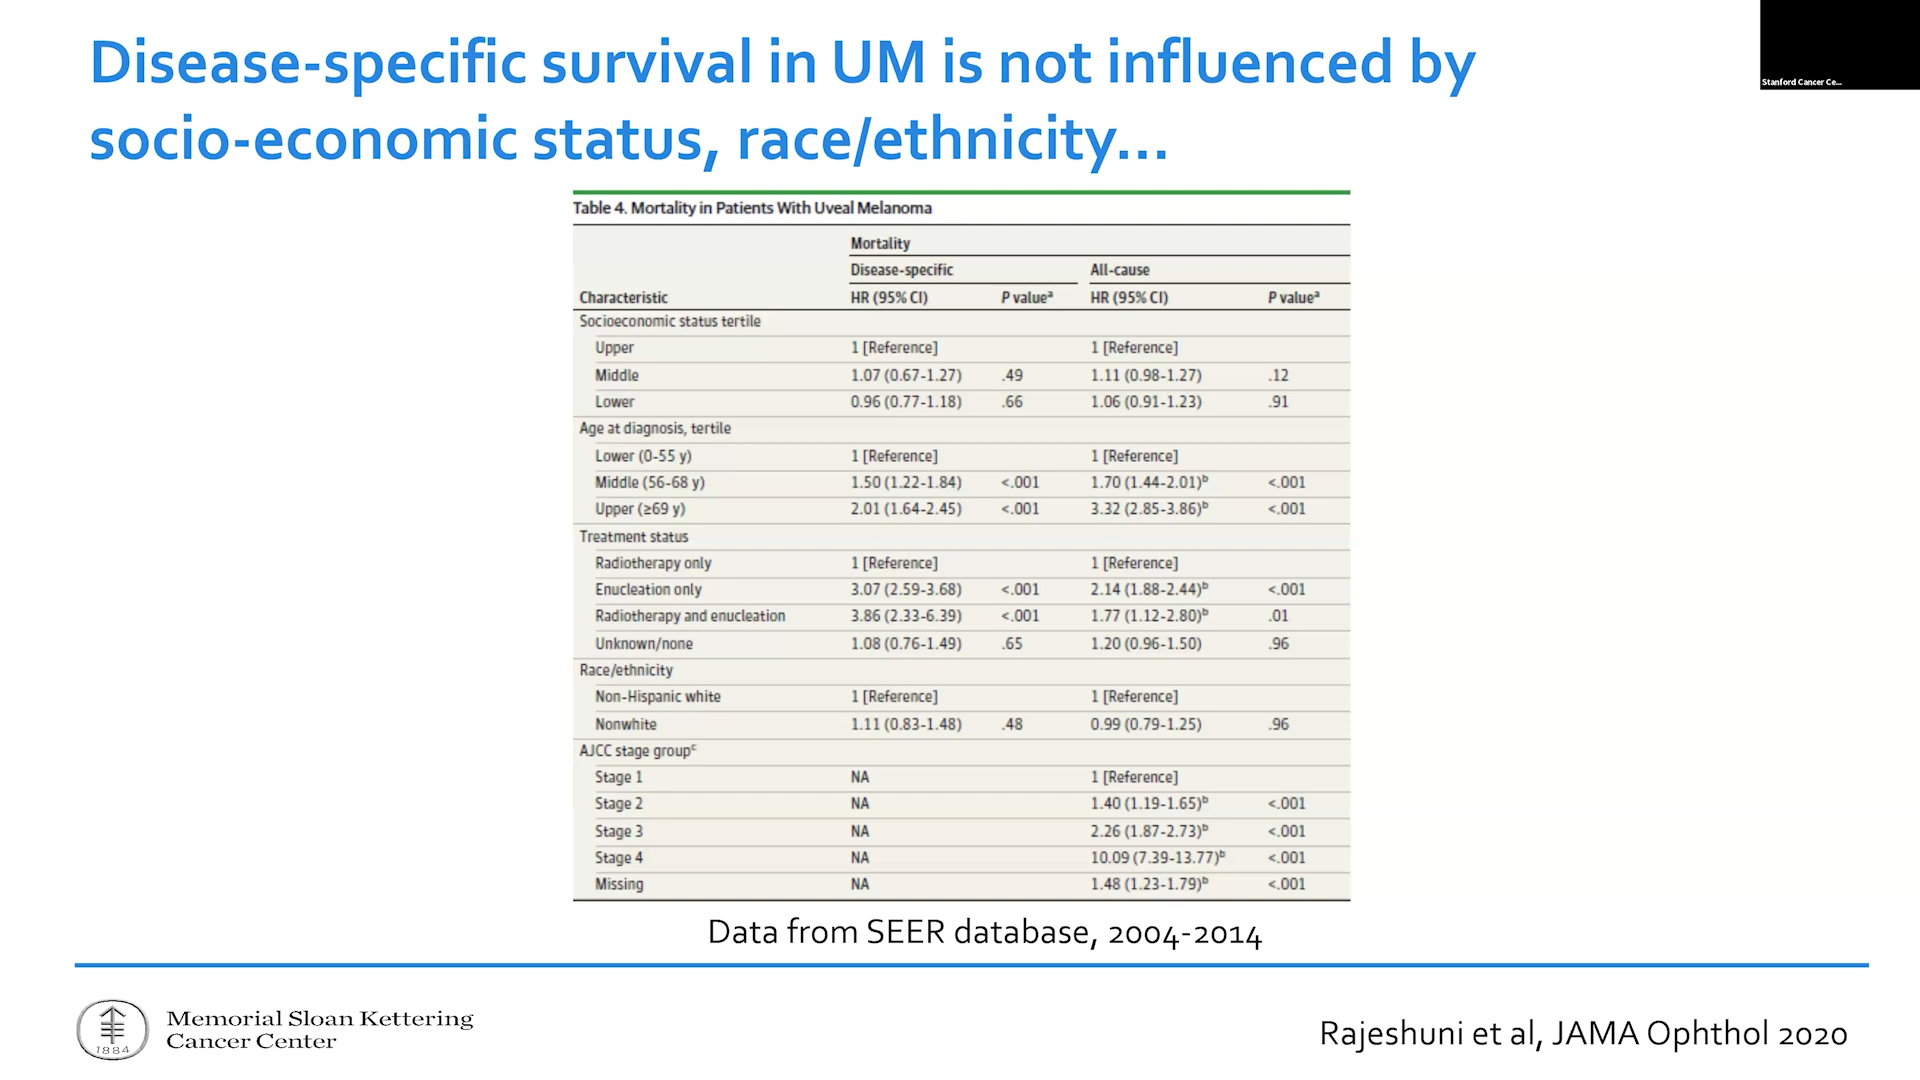 Disease-specific survival in UM is not influenced by
socio-economic status, race/ethnicity...
Stanford Cancer Ce...
Table 4. Mortality in Patients With Uveal Melanoma
Mortality
Disease-specific All-cause
Characteristic HR (95% CI) P valueᵃ HR (95% CI) P valueᵃ
Socioeconomic status tertile
Upper 1 [Reference] 1 [Reference]
Middle 1.07 (0.67-1.27) .49 1.11 (0.98-1.27) .12
Lower 0.96 (0.77-1.18) .66 1.06 (0.91-1.23) .91
Age at diagnosis, tertile
Lower (0-55 y) 1 [Reference] 1 [Reference]
Middle (56-68 y) 1.50 (1.22-1.84) <.001 1.70 (1.44-2.01)ᵇ <.001
Upper (≥69 y) 2.01 (1.64-2.45) <.001 3.32 (2.85-3.86)ᵇ <.001
Treatment status
Radiotherapy only 1 [Reference] 1 [Reference]
Enucleation only 3.07 (2.59-3.68) <.001 2.14 (1.88-2.44)ᵇ <.001
Radiotherapy and enucleation 3.86 (2.33-6.39) <.001 1.77 (1.12-2.80)ᵇ .01
Unknown/none 1.08 (0.76-1.49) .65 1.20 (0.96-1.50) .96
Race/ethnicity
Non-Hispanic white 1 [Reference] 1 [Reference]
Nonwhite 1.11 (0.83-1.48) .48 0.99 (0.79-1.25) .96
AJCC stage groupᶜ
Stage 1 NA 1 [Reference]
Stage 2 NA 1.40 (1.19-1.65)ᵇ <.001
Stage 3 NA 2.26 (1.87-2.73)ᵇ <.001
Stage 4 NA 10.09 (7.39-13.77)ᵇ <.001
Missing NA 1.48 (1.23-1.79)ᵇ <.001
Data from SEER database, 2004-2014
1884
Memorial Sloan Kettering
Cancer Center
Rajeshuni et al, JAMA Ophthol 2020